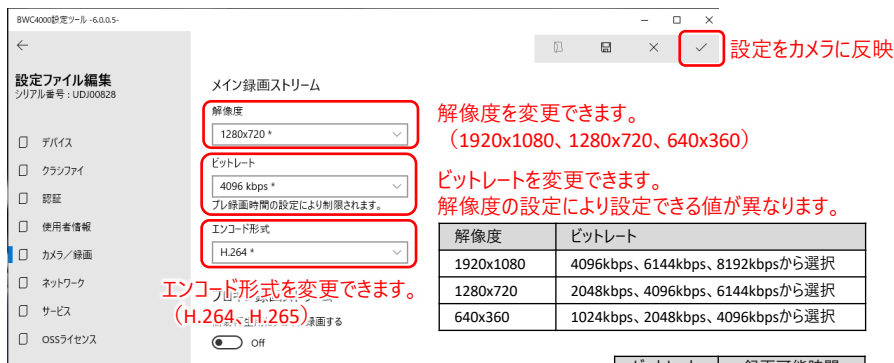 BWC4000設定ツール -6.0.0.5-
設定をカメラに反映
設定ファイル編集
シリアル番号 : UDJ00828
デバイス
クラシファイ
認証
使用者情報
カメラ／録画
ネットワーク
サービス
OSSライセンス
メイン録画ストリーム
解像度
1280x720 *
解像度を変更できます。
（1920x1080、1280x720、640x360）
ビットレート
4096 kbps *
プレ録画時間の設定により制限されます。
ビットレートを変更できます。
解像度の設定により設定できる値が異なります。
エンコード形式
H.264 *
エンコード形式を変更できます。
（H.264、H.265）
録画する
Off
解像度 ビットレート
1920x1080 4096kbps、6144kbps、8192kbpsから選択
1280x720 2048kbps、4096kbps、6144kbpsから選択
640x360 1024kbps、2048kbps、4096kbpsから選択